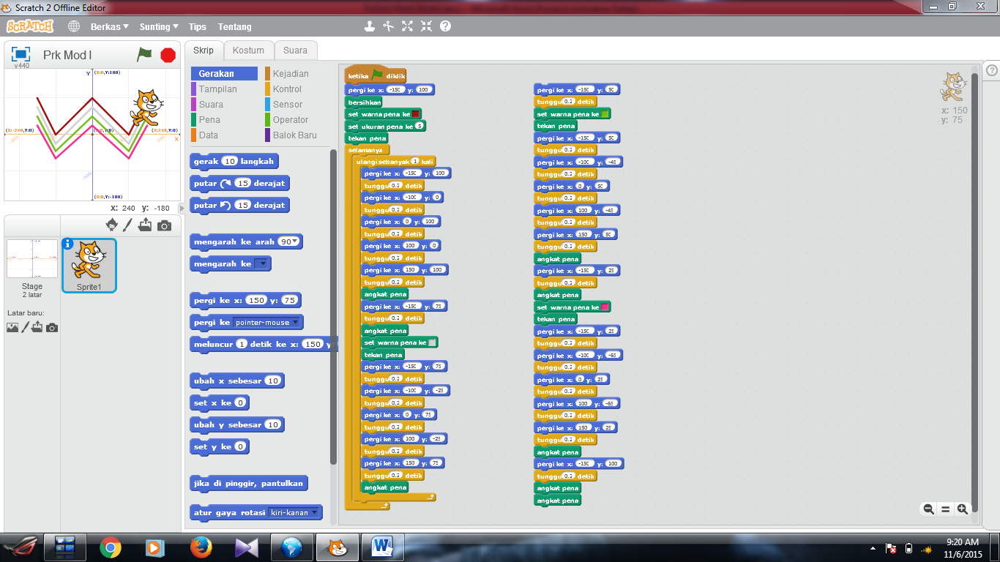 Scratch 2 Offline Editor
SCRATCH
Berkas
Sunting
Tips
Tentang
Prk Mod I
v440
Y
(X:0,Y:180)
(X:-240,Y:0)
(X:240,Y:0)
X
(X:0,Y:-180)
x: 240 y: -180
Stage
2 latar
Sprite1
Latar baru:
Skrip
Kostum
Suara
Gerakan
Kejadian
Tampilan
Kontrol
Suara
Sensor
Pena
Operator
Data
Balok Baru
gerak 10 langkah
putar 15 derajat
putar 15 derajat
mengarah ke arah 90
mengarah ke
pergi ke x: 150 y: 75
pergi ke pointer-mouse
meluncur 1 detik ke x: 150 y:
ubah x sebesar 10
set x ke 0
ubah y sebesar 10
set y ke 0
jika di pinggir, pantulkan
atur gaya rotasi kiri-kanan
ketika diklik
pergi ke x: -150 y: 100
bersihkan
set warna pena ke
set ukuran pena ke 5
tekan pena
selamanya
ulangi sebanyak 1 kali
pergi ke x: -150 y: 100
tunggu 0.2 detik
pergi ke x: -100 y: 0
tunggu 0.2 detik
pergi ke x: 0 y: 100
tunggu 0.2 detik
pergi ke x: 100 y: 0
tunggu 0.2 detik
pergi ke x: 150 y: 100
tunggu 0.2 detik
angkat pena
pergi ke x: -150 y: 75
tunggu 0.2 detik
angkat pena
set warna pena ke
tekan pena
pergi ke x: -150 y: 75
tunggu 0.2 detik
pergi ke x: -100 y: -25
tunggu 0.2 detik
pergi ke x: 0 y: 75
tunggu 0.2 detik
pergi ke x: 100 y: -25
tunggu 0.2 detik
pergi ke x: 150 y: 75
tunggu 0.2 detik
angkat pena
pergi ke x: -150 y: 50
tunggu 0.2 detik
set warna pena ke
tekan pena
pergi ke x: -150 y: 50
tunggu 0.2 detik
pergi ke x: -100 y: -45
tunggu 0.2 detik
pergi ke x: 0 y: 50
tunggu 0.2 detik
pergi ke x: 100 y: -45
tunggu 0.2 detik
pergi ke x: 150 y: 50
tunggu 0.2 detik
angkat pena
pergi ke x: -150 y: 25
tunggu 0.2 detik
angkat pena
set warna pena ke
tekan pena
pergi ke x: -150 y: 25
tunggu 0.2 detik
pergi ke x: -100 y: -65
tunggu 0.2 detik
pergi ke x: 0 y: 25
tunggu 0.2 detik
pergi ke x: 100 y: -65
tunggu 0.2 detik
pergi ke x: 150 y: 25
tunggu 0.2 detik
angkat pena
pergi ke x: -150 y: 100
tunggu 0.2 detik
angkat pena
angkat pena
x: 150
y: 75
9:20 AM
11/6/2015